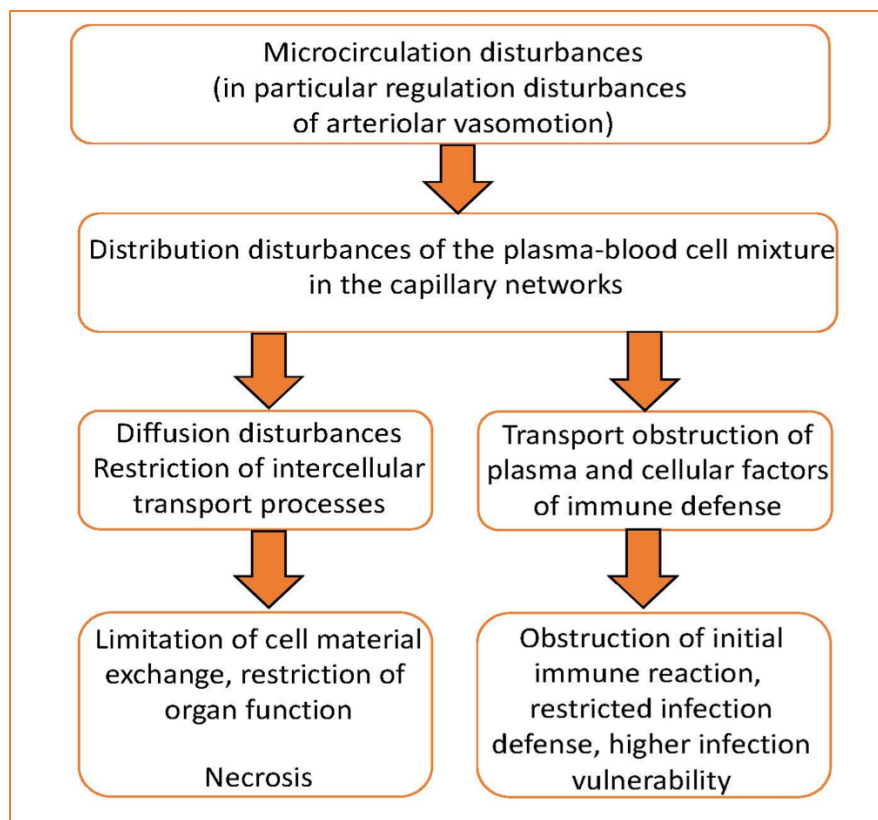 Microcirculation disturbances
(in particular regulation disturbances
of arteriolar vasomotion)
Distribution disturbances of the plasma-blood cell mixture
in the capillary networks
Diffusion disturbances
Restriction of intercellular
transport processes
Transport obstruction of
plasma and cellular factors
of immune defense
Limitation of cell material
exchange, restriction of
organ function
Necrosis
Obstruction of initial
immune reaction,
restricted infection
defense, higher infection
vulnerability